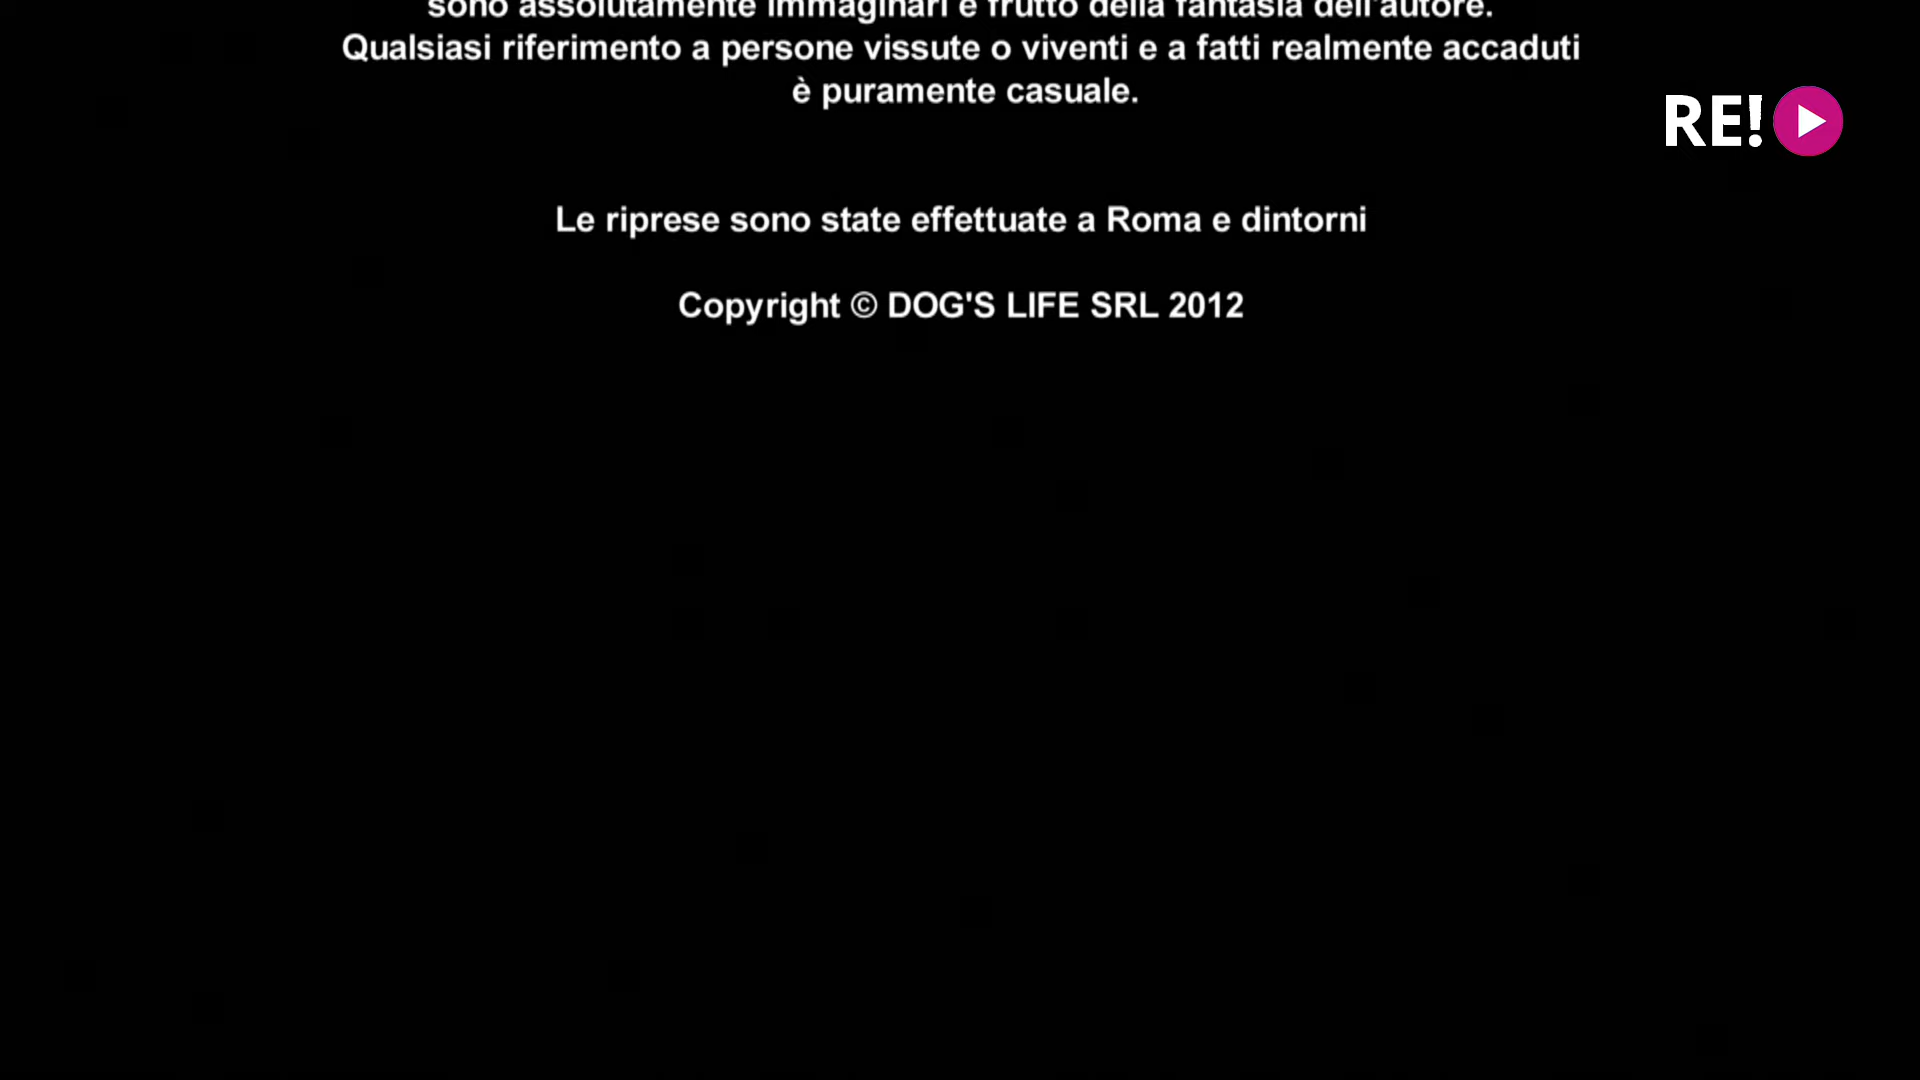 sono assolutamente immaginari e frutto della fantasia dell'autore.
Qualsiasi riferimento a persone vissute o viventi e a fatti realmente accaduti
è puramente casuale.
RE!
Le riprese sono state effettuate a Roma e dintorni
Copyright © DOG'S LIFE SRL 2012